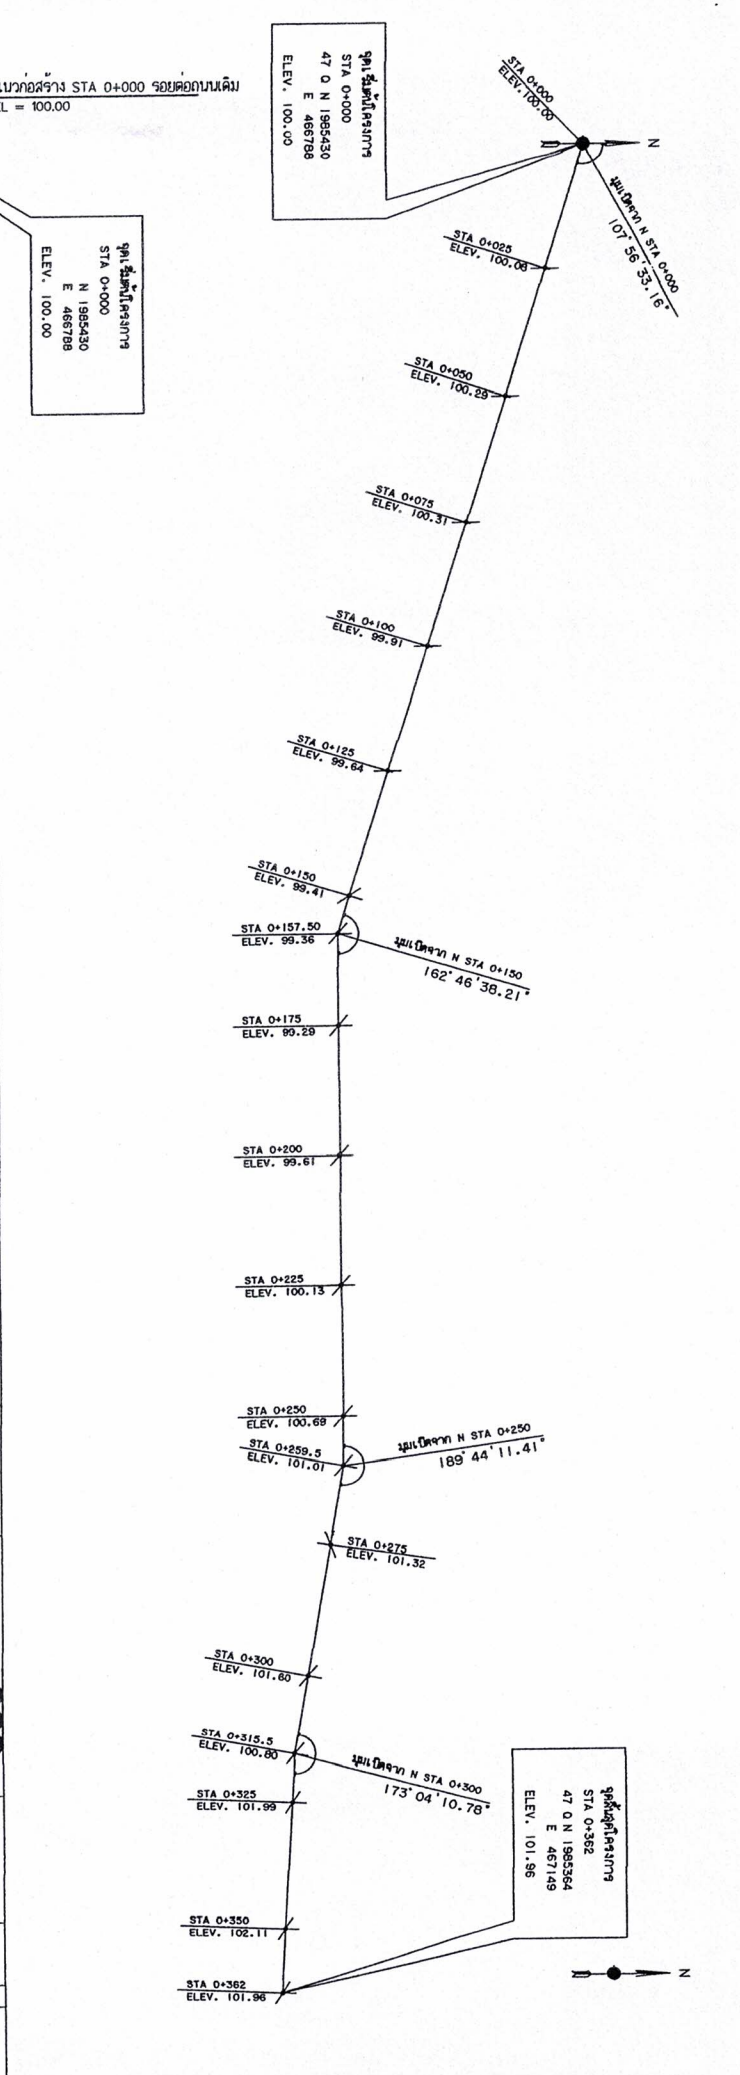 แนวก่อสร้าง STA 0+000 รอยต่อถนนเดิม
L = 100.00
จุดเริ่มต้นโครงการ
STA 0+000
47 Q N 1985430
E 466788
ELEV. 100.00
จุดเริ่มต้นโครงการ
STA 0+000
N 1985430
E 466788
ELEV. 100.00
STA 0+000
ELEV. 100.00
N
มุมเปิดจาก N STA 0+000
107° 56' 33.16"
STA 0+025
ELEV. 100.06
STA 0+050
ELEV. 100.29
STA 0+075
ELEV. 100.31
STA 0+100
ELEV. 99.91
STA 0+125
ELEV. 99.64
STA 0+150
ELEV. 99.41
STA 0+157.50
ELEV. 99.36
มุมเปิดจาก N STA 0+150
162° 46' 38.21"
STA 0+175
ELEV. 99.29
STA 0+200
ELEV. 99.61
STA 0+225
ELEV. 100.13
STA 0+250
ELEV. 100.69
STA 0+259.5
ELEV. 101.01
มุมเปิดจาก N STA 0+250
189° 44' 11.41"
STA 0+275
ELEV. 101.32
STA 0+300
ELEV. 101.60
STA 0+315.5
ELEV. 100.80
มุมเปิดจาก N STA 0+300
173° 04' 10.78"
STA 0+325
ELEV. 101.99
STA 0+350
ELEV. 102.11
STA 0+362
ELEV. 101.96
จุดสิ้นสุดโครงการ
STA 0+362
47 Q N 1985364
E 467149
ELEV. 101.96
N